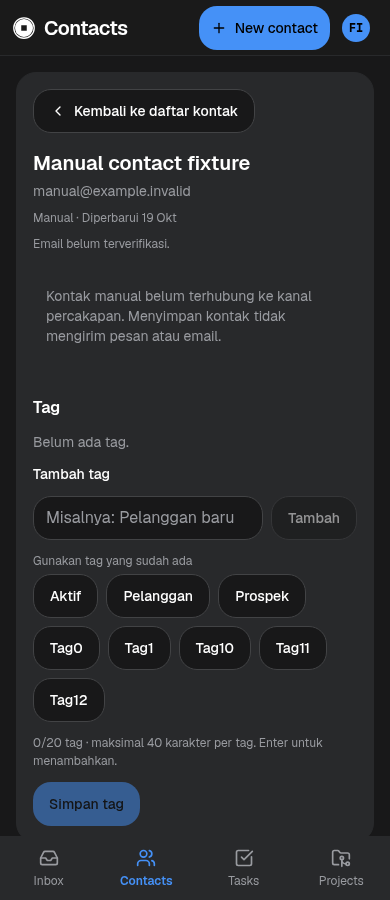 Contacts
New contact
FI
Kembali ke daftar kontak
Manual contact fixture
manual@example.invalid
Manual · Diperbarui 19 Okt
Email belum terverifikasi.
Kontak manual belum terhubung ke kanal
percakapan. Menyimpan kontak tidak
mengirim pesan atau email.
Tag
Belum ada tag.
Tambah tag
Misalnya: Pelanggan baru
Tambah
Gunakan tag yang sudah ada
Aktif
Pelanggan
Prospek
Tag0
Tag1
Tag10
Tag11
Tag12
0/20 tag · maksimal 40 karakter per tag. Enter untuk
menambahkan.
Simpan tag
Inbox
Contacts
Tasks
Projects